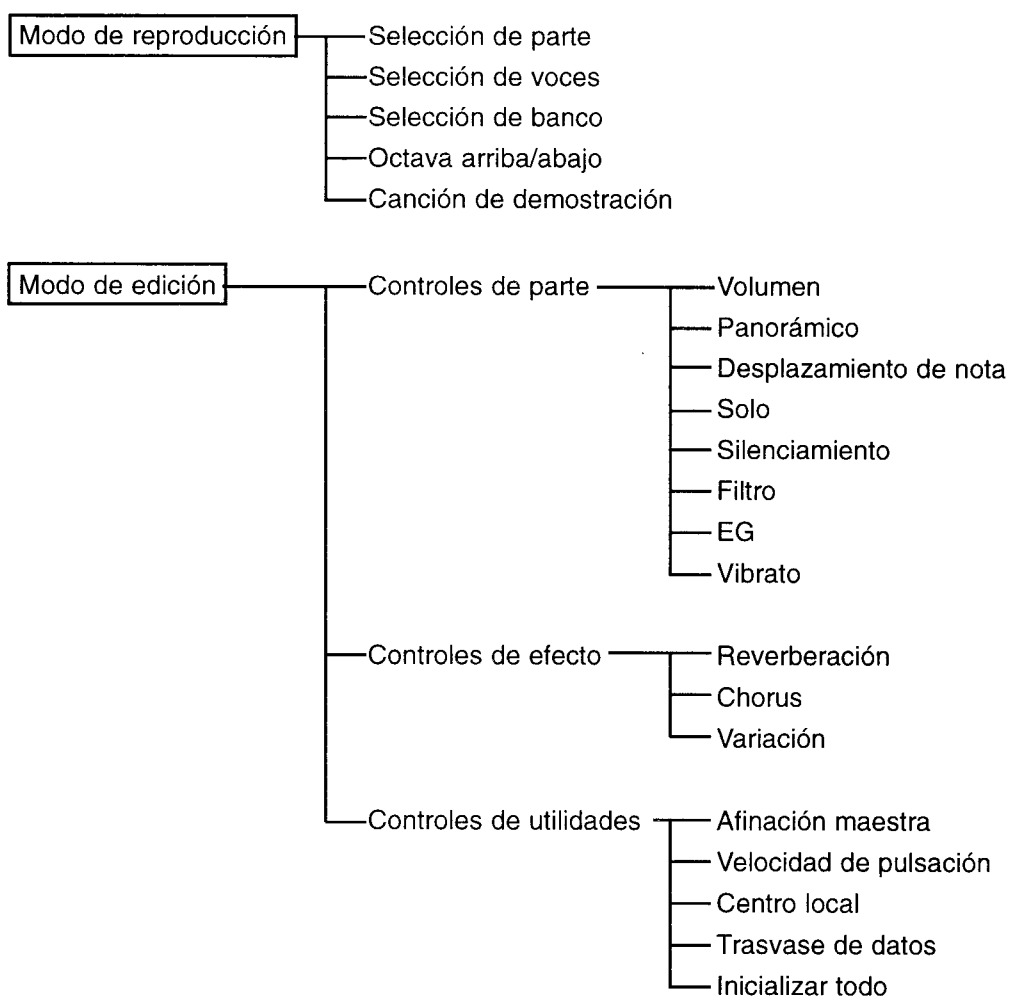 Modo de reproducción
Selección de parte
Selección de voces
Selección de banco
Octava arriba/abajo
Canción de demostración
Modo de edición
Controles de parte
Volumen
Panorámico
Desplazamiento de nota
Solo
Silenciamiento
Filtro
EG
Vibrato
Controles de efecto
Reverberación
Chorus
Variación
Controles de utilidades
Afinación maestra
Velocidad de pulsación
Centro local
Trasvase de datos
Inicializar todo